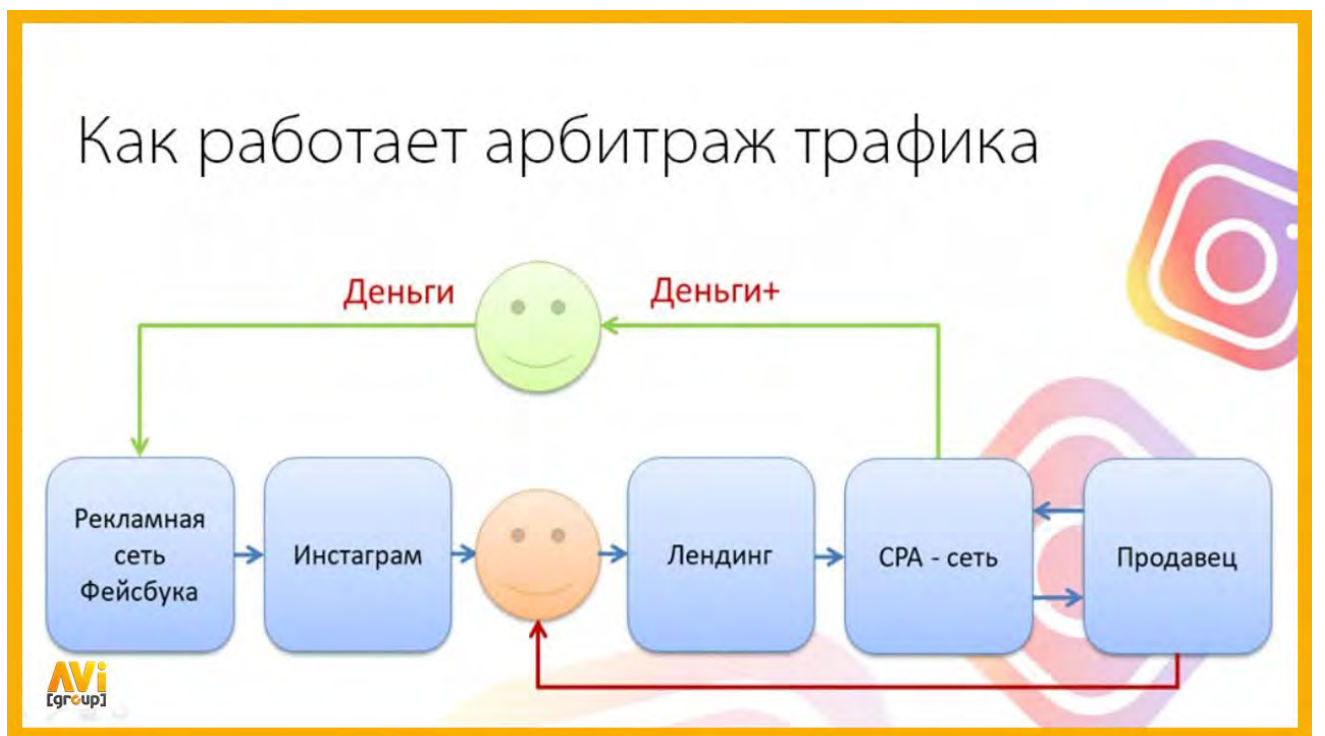 Как работает арбитраж трафика
Деньги
Деньги+
Рекламная
сеть
Фейсбука
Инстаграм
Лендинг
CPA - сеть
Продавец
AVi
[group]